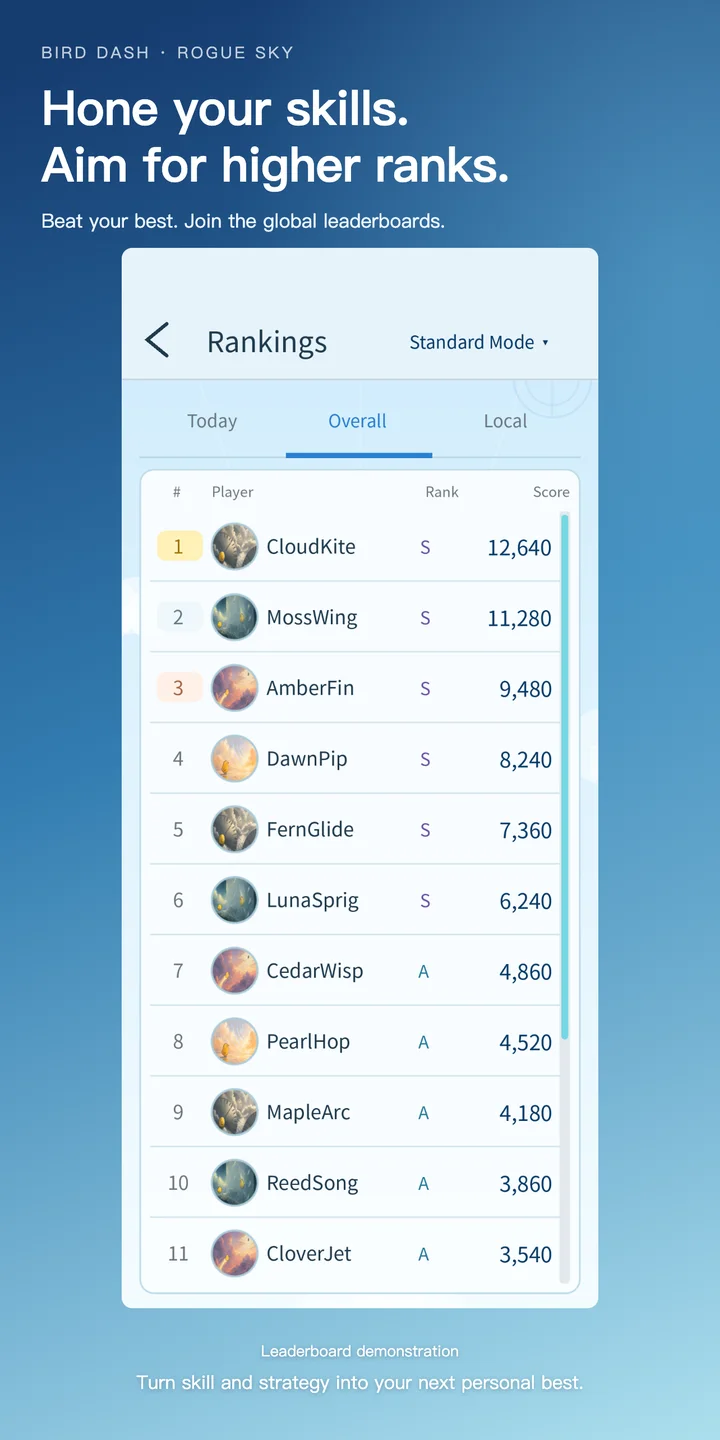 BIRD DASH · ROGUE SKY
Hone your skills.
Aim for higher ranks.
Beat your best. Join the global leaderboards.
Rankings Standard Mode ▾
Today Overall Local
# Player Rank Score
1 CloudKite S 12,640
2 MossWing S 11,280
3 AmberFin S 9,480
4 DawnPip S 8,240
5 FernGlide S 7,360
6 LunaSprig S 6,240
7 CedarWisp A 4,860
8 PearlHop A 4,520
9 MapleArc A 4,180
10 ReedSong A 3,860
11 CloverJet A 3,540
Leaderboard demonstration
Turn skill and strategy into your next personal best.